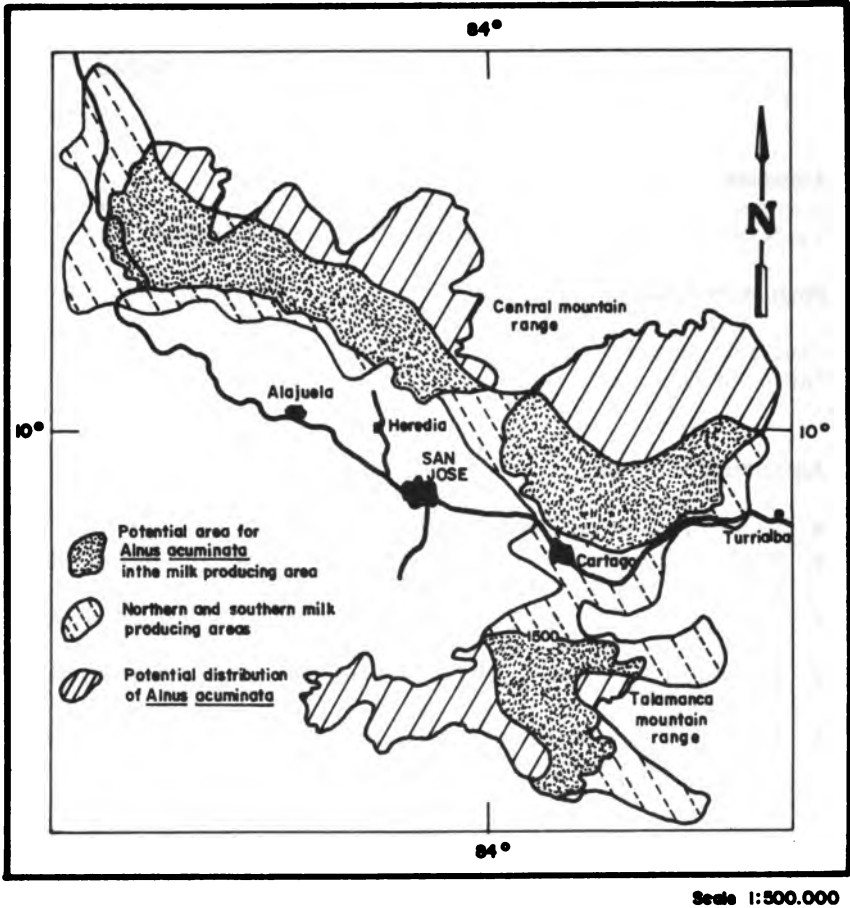 84°
N
Central mountain
range
Alajuela
10°
Heredia
10°
SAN
JOSE
Potential area for
Alnus acuminata
inthe milk producing area
Turrialba
Cartago
Northern and southern milk
producing areas
1500
Potential distribution
of Alnus acuminata
Talamanca
mountain
range
84°
Scale 1:500.000